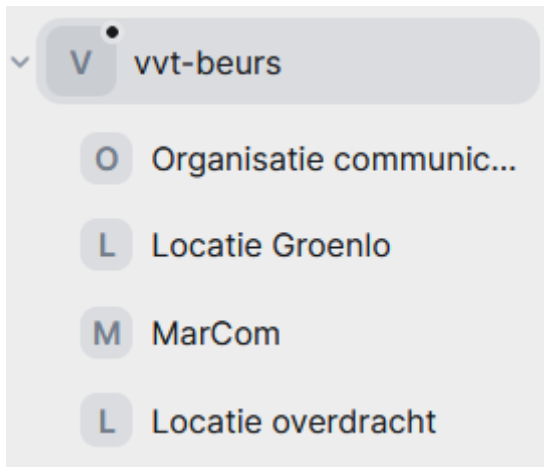 V vvt-beurs
O Organisatie communic...
L Locatie Groenlo
M MarCom
L Locatie overdracht